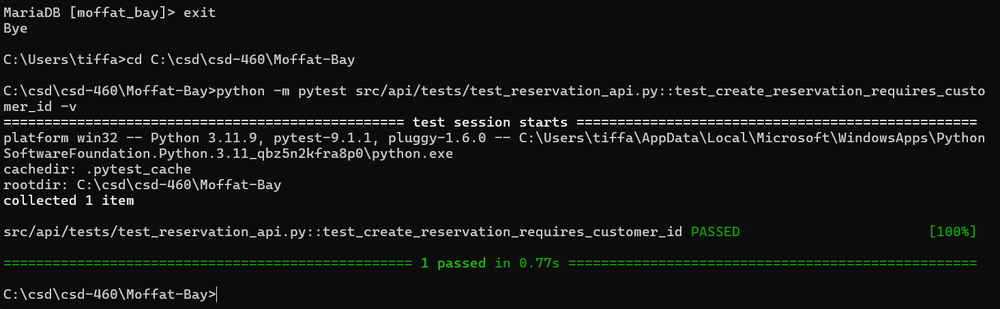 MariaDB [moffat_bay]> exit
Bye
C:\Users\tiffa>cd C:\csd\csd-460\Moffat-Bay
C:\csd\csd-460\Moffat-Bay>python -m pytest src/api/tests/test_reservation_api.py::test_create_reservation_requires_custo
mer_id -v
================================================= test session starts =================================================
platform win32 -- Python 3.11.9, pytest-9.1.1, pluggy-1.6.0 -- C:\Users\tiffa\AppData\Local\Microsoft\WindowsApps\Python
SoftwareFoundation.Python.3.11_qbz5n2kfra8p0\python.exe
cachedir: .pytest_cache
rootdir: C:\csd\csd-460\Moffat-Bay
collected 1 item
src/api/tests/test_reservation_api.py::test_create_reservation_requires_customer_id PASSED [100%]
================================================== 1 passed in 0.77s ==================================================
C:\csd\csd-460\Moffat-Bay>